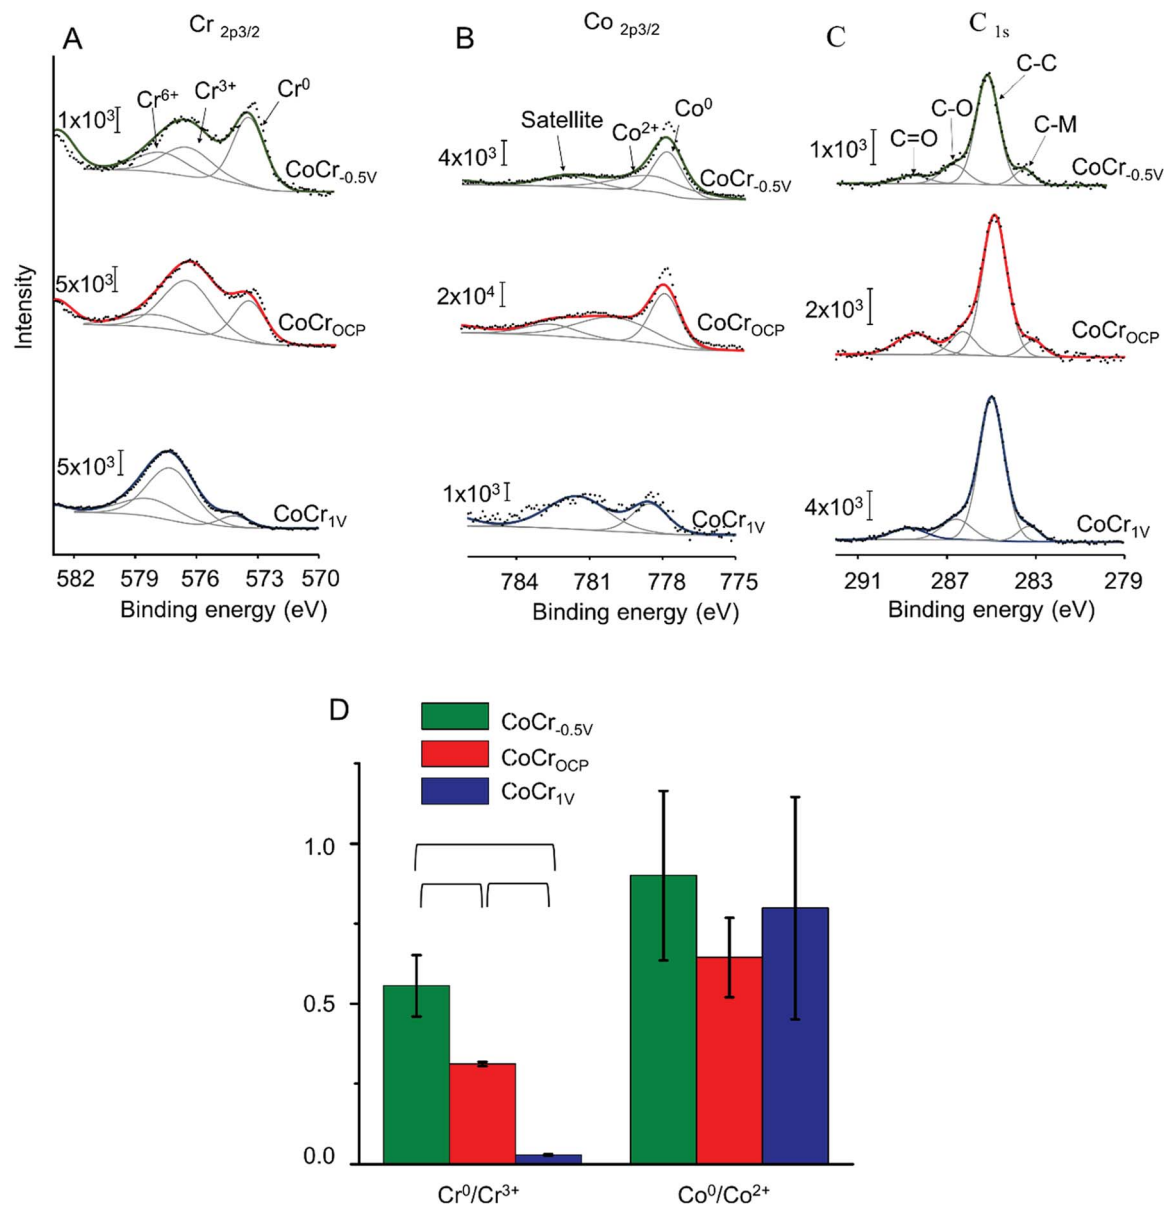 A
Cr 2p3/2
B
Co 2p3/2
C
C 1s
Intensity
1x10³
Cr⁶⁺
Cr³⁺
Cr⁰
CoCr-0.5V
5x10³
CoCrOCP
5x10³
CoCr1V
582 579 576 573 570
Binding energy (eV)
4x10³
Satellite
Co²⁺
Co⁰
CoCr-0.5V
2x10⁴
CoCrOCP
1x10³
CoCr1V
784 781 778 775
Binding energy (eV)
1x10³
C=O
C-O
C-C
C-M
CoCr-0.5V
2x10³
CoCrOCP
4x10³
CoCr1V
291 287 283 279
Binding energy (eV)
D
CoCr-0.5V
CoCrOCP
CoCr1V
1.0
0.5
0.0
Cr⁰/Cr³⁺
Co⁰/Co²⁺